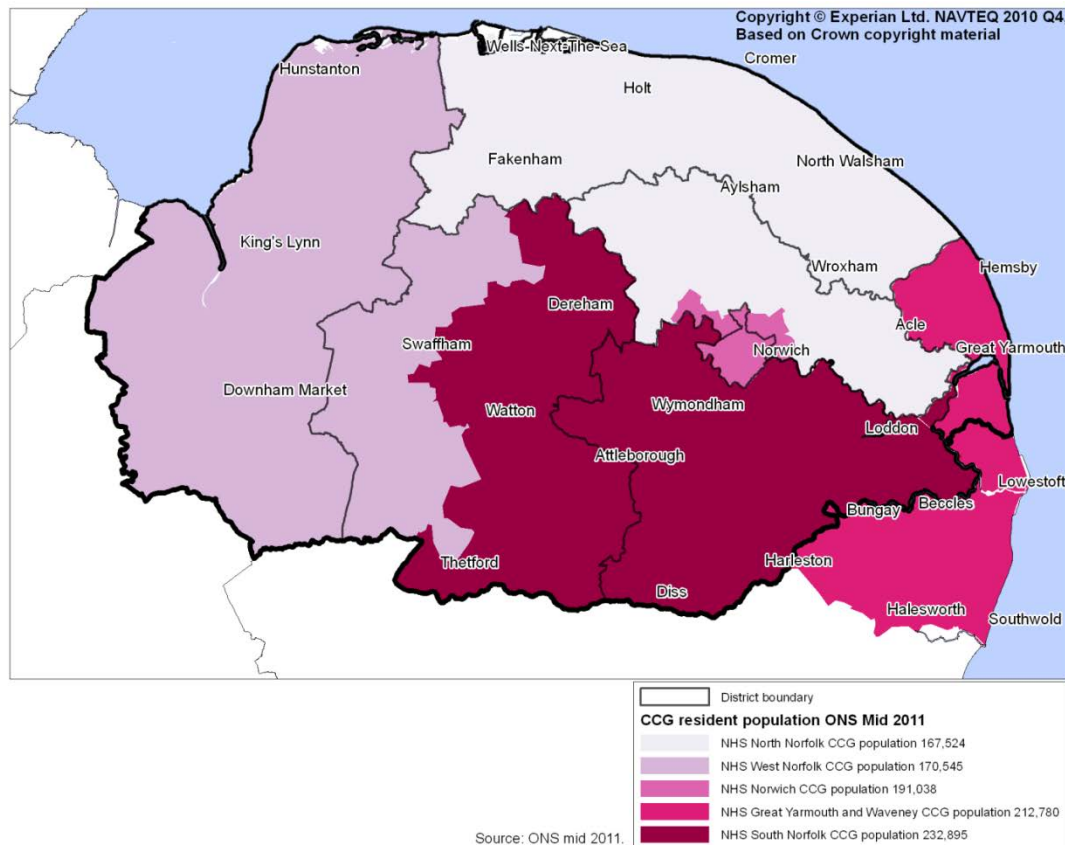 Copyright © Experian Ltd. NAVTEQ 2010 Q4.
Based on Crown copyright material
Wells-Next-The-Sea
Cromer
Hunstanton
Holt
Fakenham
North Walsham
Aylsham
King's Lynn
Wroxham
Hemsby
Dereham
Acle
Swaffham
Norwich
Great Yarmouth
Downham Market
Watton
Wymondham
Loddon
Attleborough
Lowestoft
Beccles
Bungay
Thetford
Harleston
Diss
Halesworth
Southwold
District boundary
CCG resident population ONS Mid 2011
NHS North Norfolk CCG population 167,524
NHS West Norfolk CCG population 170,545
NHS Norwich CCG population 191,038
NHS Great Yarmouth and Waveney CCG population 212,780
NHS South Norfolk CCG population 232,895
Source: ONS mid 2011.